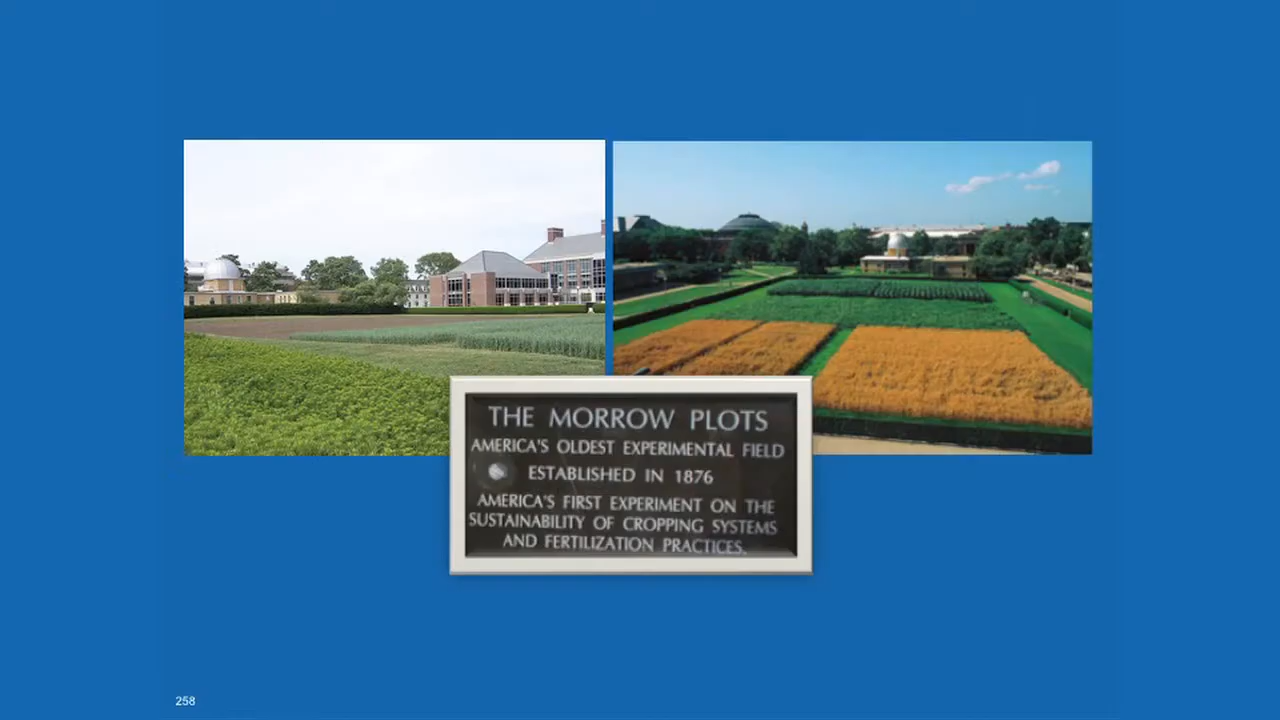 THE MORROW PLOTS
AMERICA'S OLDEST EXPERIMENTAL FIELD
ESTABLISHED IN 1876
AMERICA'S FIRST EXPERIMENT ON THE
SUSTAINABILITY OF CROPPING SYSTEMS
AND FERTILIZATION PRACTICES.
258